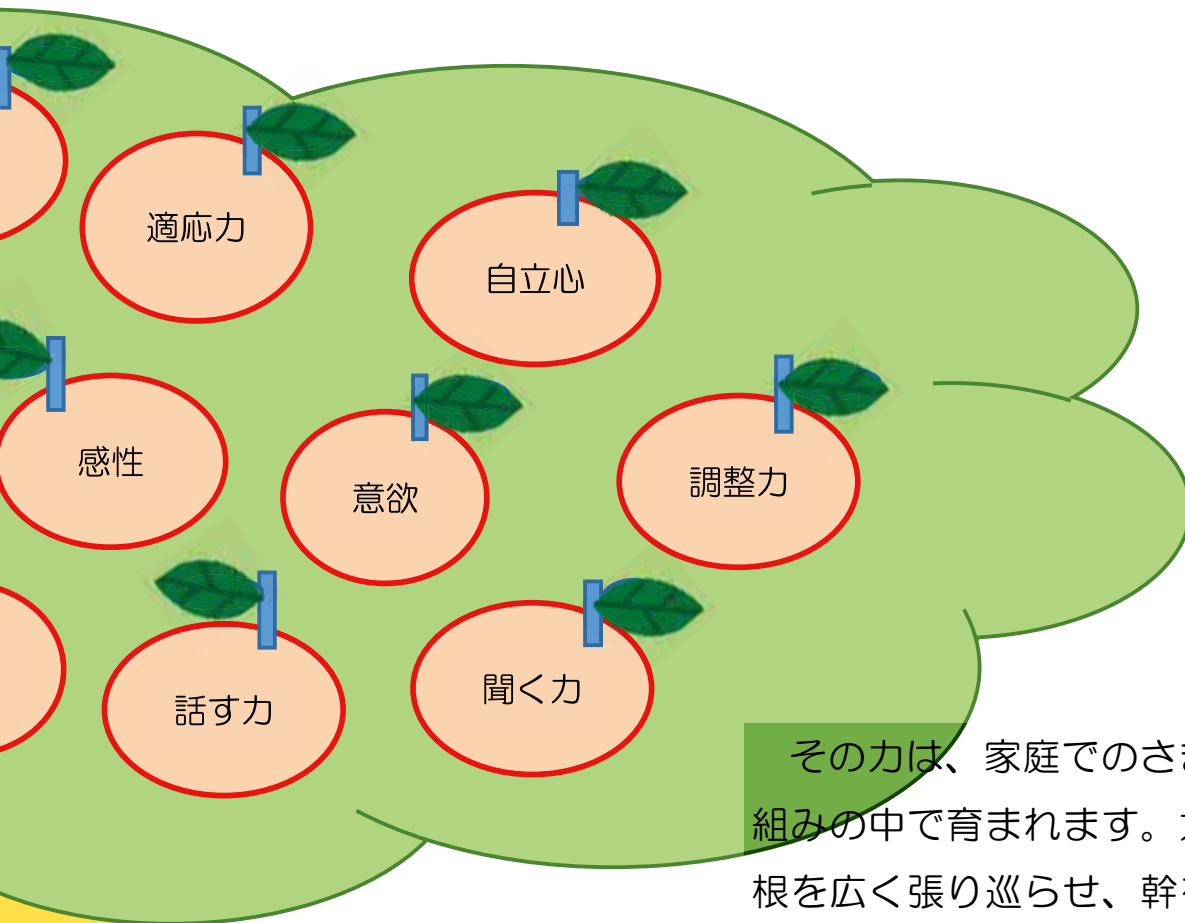 適応力
自立心
感性
意欲
調整力
話す力
聞く力
その力は、家庭でのさ
組みの中で育まれます。
根を広く張り巡らせ、幹